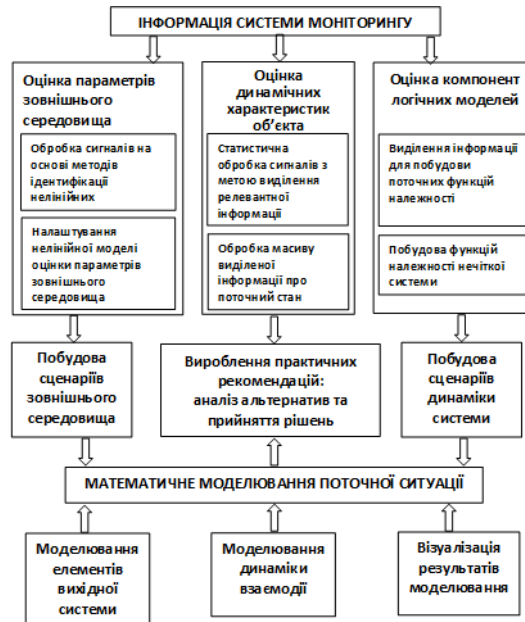 ІНФОРМАЦІЯ СИСТЕМИ МОНІТОРИНГУ
Оцінка параметрів
зовнішнього
середовища
Обробка сигналів на
основі методів
ідентифікації
нелінійних
Налаштування
нелінійної моделі
оцінки параметрів
зовнішнього
середовища
Оцінка
динамічних
характеристик
об’єкта
Статистична
обробка сигналів з
метою виділення
релевантної
інформації
Обробка масиву
виділеної
інформації про
поточний стан
Оцінка компонент
логічних моделей
Виділення інформації
для побудови
поточних функцій
належності
Побудова функцій
належності нечіткої
системи
Побудова
сценаріїв
зовнішнього
середовища
Вироблення практичних
рекомендацій:
аналіз альтернатив та
прийняття рішень
Побудова
сценаріїв
динаміки
системи
МАТЕМАТИЧНЕ МОДЕЛЮВАННЯ ПОТОЧНОЇ СИТУАЦІЇ
Моделювання
елементів
вихідної
системи
Моделювання
динаміки
взаємодії
Візуалізація
результатів
моделювання